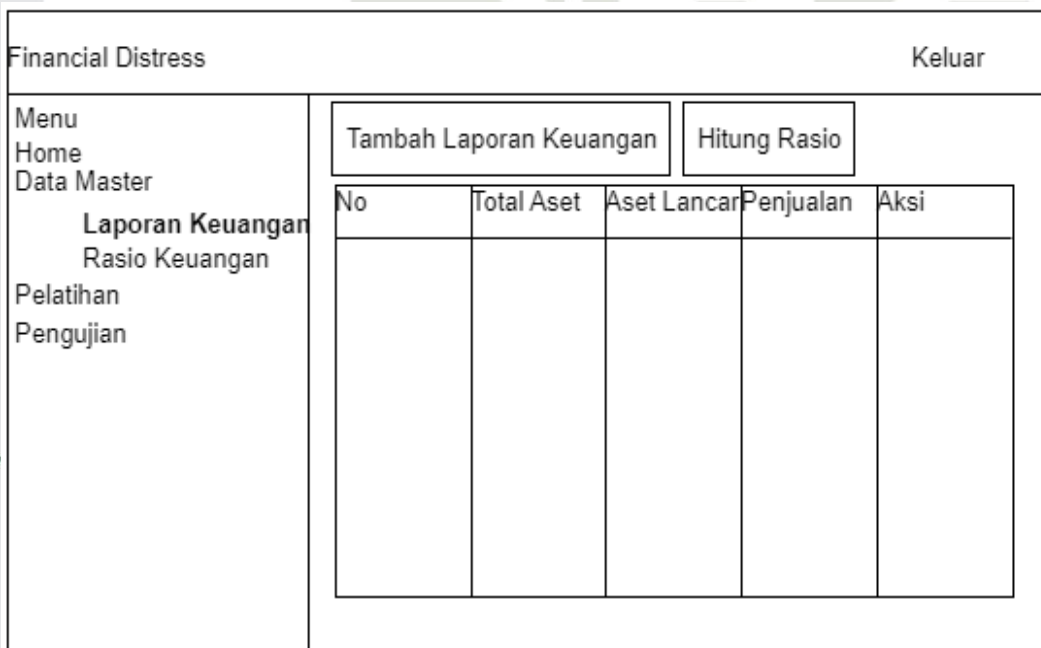 Financial Distress
Keluar
Menu
Home
Data Master
Laporan Keuangan
Rasio Keuangan
Pelatihan
Pengujian
Tambah Laporan Keuangan
Hitung Rasio
No
Total Aset
Aset Lancar
Penjualan
Aksi